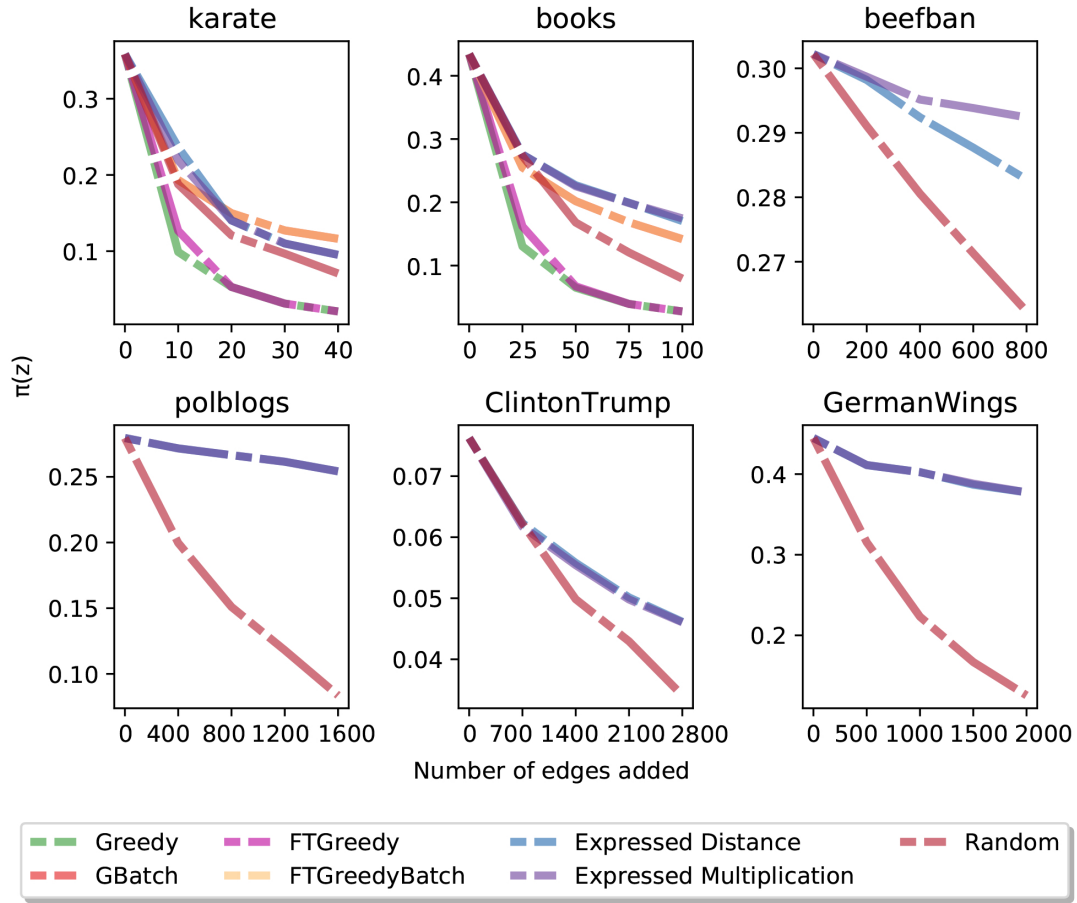 karate books beefban
0.3 0.4 0.30
0.2 0.3 0.29
0.1 0.2 0.28
0.1 0.27
0 10 20 30 40 0 25 50 75 100 0 200 400 600 800
π(z)
polblogs ClintonTrump GermanWings
0.25 0.07 0.4
0.20 0.06 0.3
0.15 0.05 0.2
0.10 0.04
0 400 800 1200 1600 0 700 1400 2100 2800 0 500 1000 1500 2000
Number of edges added
Greedy FTGreedy Expressed Distance Random
GBatch FTGreedyBatch Expressed Multiplication